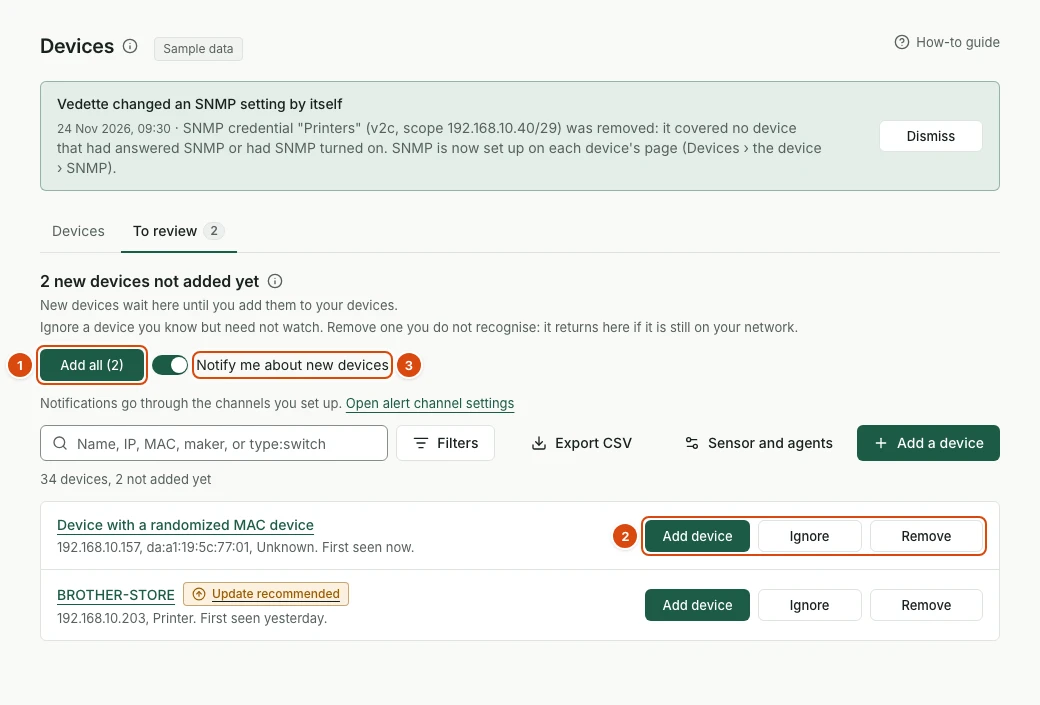 Devices
Sample data
How-to guide
Vedette changed an SNMP setting by itself
24 Nov 2026, 09:30 · SNMP credential "Printers" (v2c, scope 192.168.10.40/29) was removed: it covered no device
that had answered SNMP or had SNMP turned on. SNMP is now set up on each device's page (Devices › the device
› SNMP).
Dismiss
Devices
To review 2
2 new devices not added yet
New devices wait here until you add them to your devices.
Ignore a device you know but need not watch. Remove one you do not recognise: it returns here if it is still on your network.
1 Add all (2) Notify me about new devices 3
Notifications go through the channels you set up. Open alert channel settings
Name, IP, MAC, maker, or type:switch
Filters
Export CSV
Sensor and agents
Add a device
34 devices, 2 not added yet
Device with a randomized MAC device
192.168.10.157, da:a1:19:5c:77:01, Unknown. First seen now.
2 Add device Ignore Remove
BROTHER-STORE Update recommended
192.168.10.203, Printer. First seen yesterday.
Add device Ignore Remove